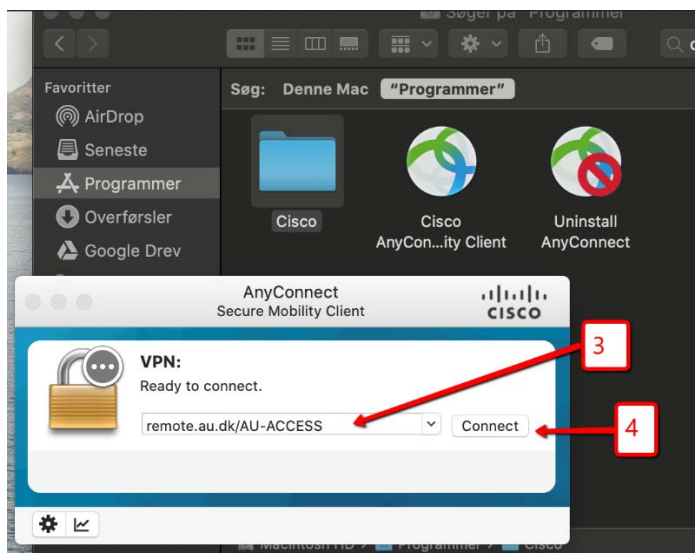 Søger på "Programmer"
Favoritter
Søg: Denne Mac "Programmer"
AirDrop
Seneste
Programmer
Overførsler
Google Drev
Cisco
Cisco
AnyCon...ity Client
Uninstall
AnyConnect
AnyConnect
Secure Mobility Client
CISCO
VPN:
Ready to connect.
remote.au.dk/AU-ACCESS
Connect
3
4
Macintosh HD › Programmer › Cisco